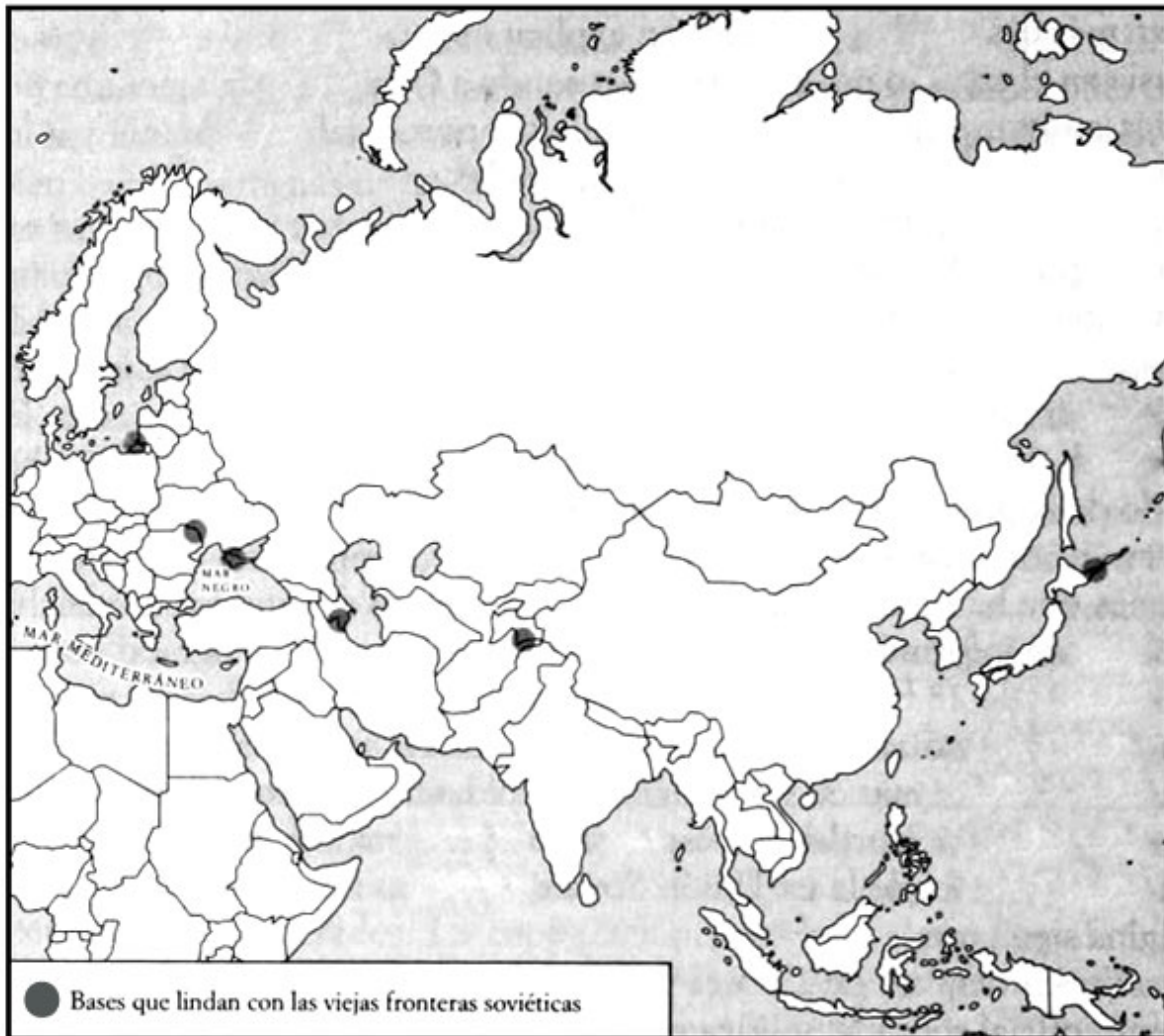 MAR
NEGRO
MAR MEDITERRÁNEO
Bases que lindan con las viejas fronteras soviéticas